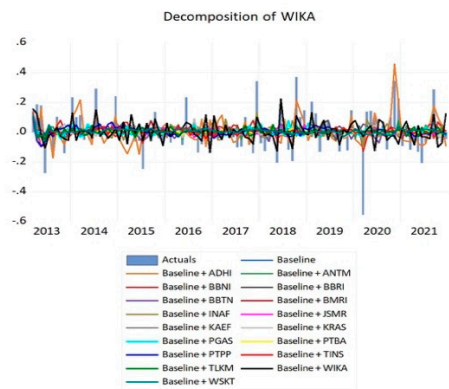 Decomposition of WIKA
.6
.4
.2
.0
-.2
-.4
-.6
2013 2014 2015 2016 2017 2018 2019 2020 2021
Actuals Baseline
Baseline + ADHI Baseline + ANTM
Baseline + BBNI Baseline + BBRI
Baseline + BBTN Baseline + BMRI
Baseline + INAF Baseline + JSMR
Baseline + KAEF Baseline + KRAS
Baseline + PGAS Baseline + PTBA
Baseline + PTPP Baseline + TINS
Baseline + TLKM Baseline + WIKA
Baseline + WSKT